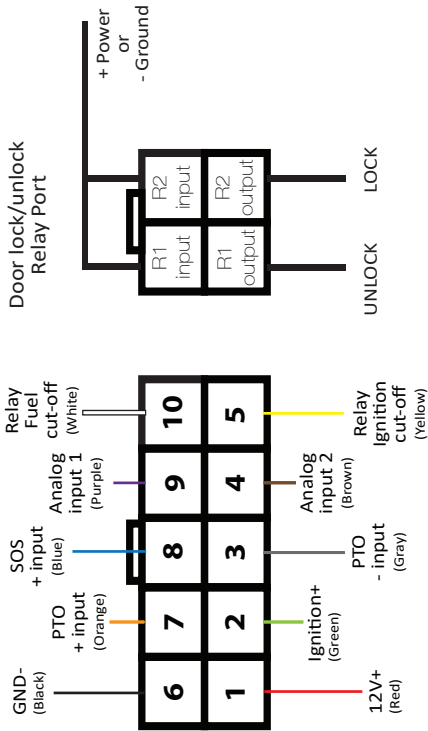 Door lock/unlock
Relay Port
+ Power
or
- Ground
R1
input
R2
input
R1
output
R2
output
UNLOCK
LOCK
GND-
(Black)
PTO
+ input
(Orange)
SOS
+ input
(Blue)
Analog
input 1
(Purple)
Relay
Fuel
cut-off
(White)
6
7
8
9
10
1
2
3
4
5
12V+
(Red)
Ignition+
(Green)
PTO
- input
(Gray)
Analog
input 2
(Brown)
Relay
Ignition
cut-off
(Yellow)